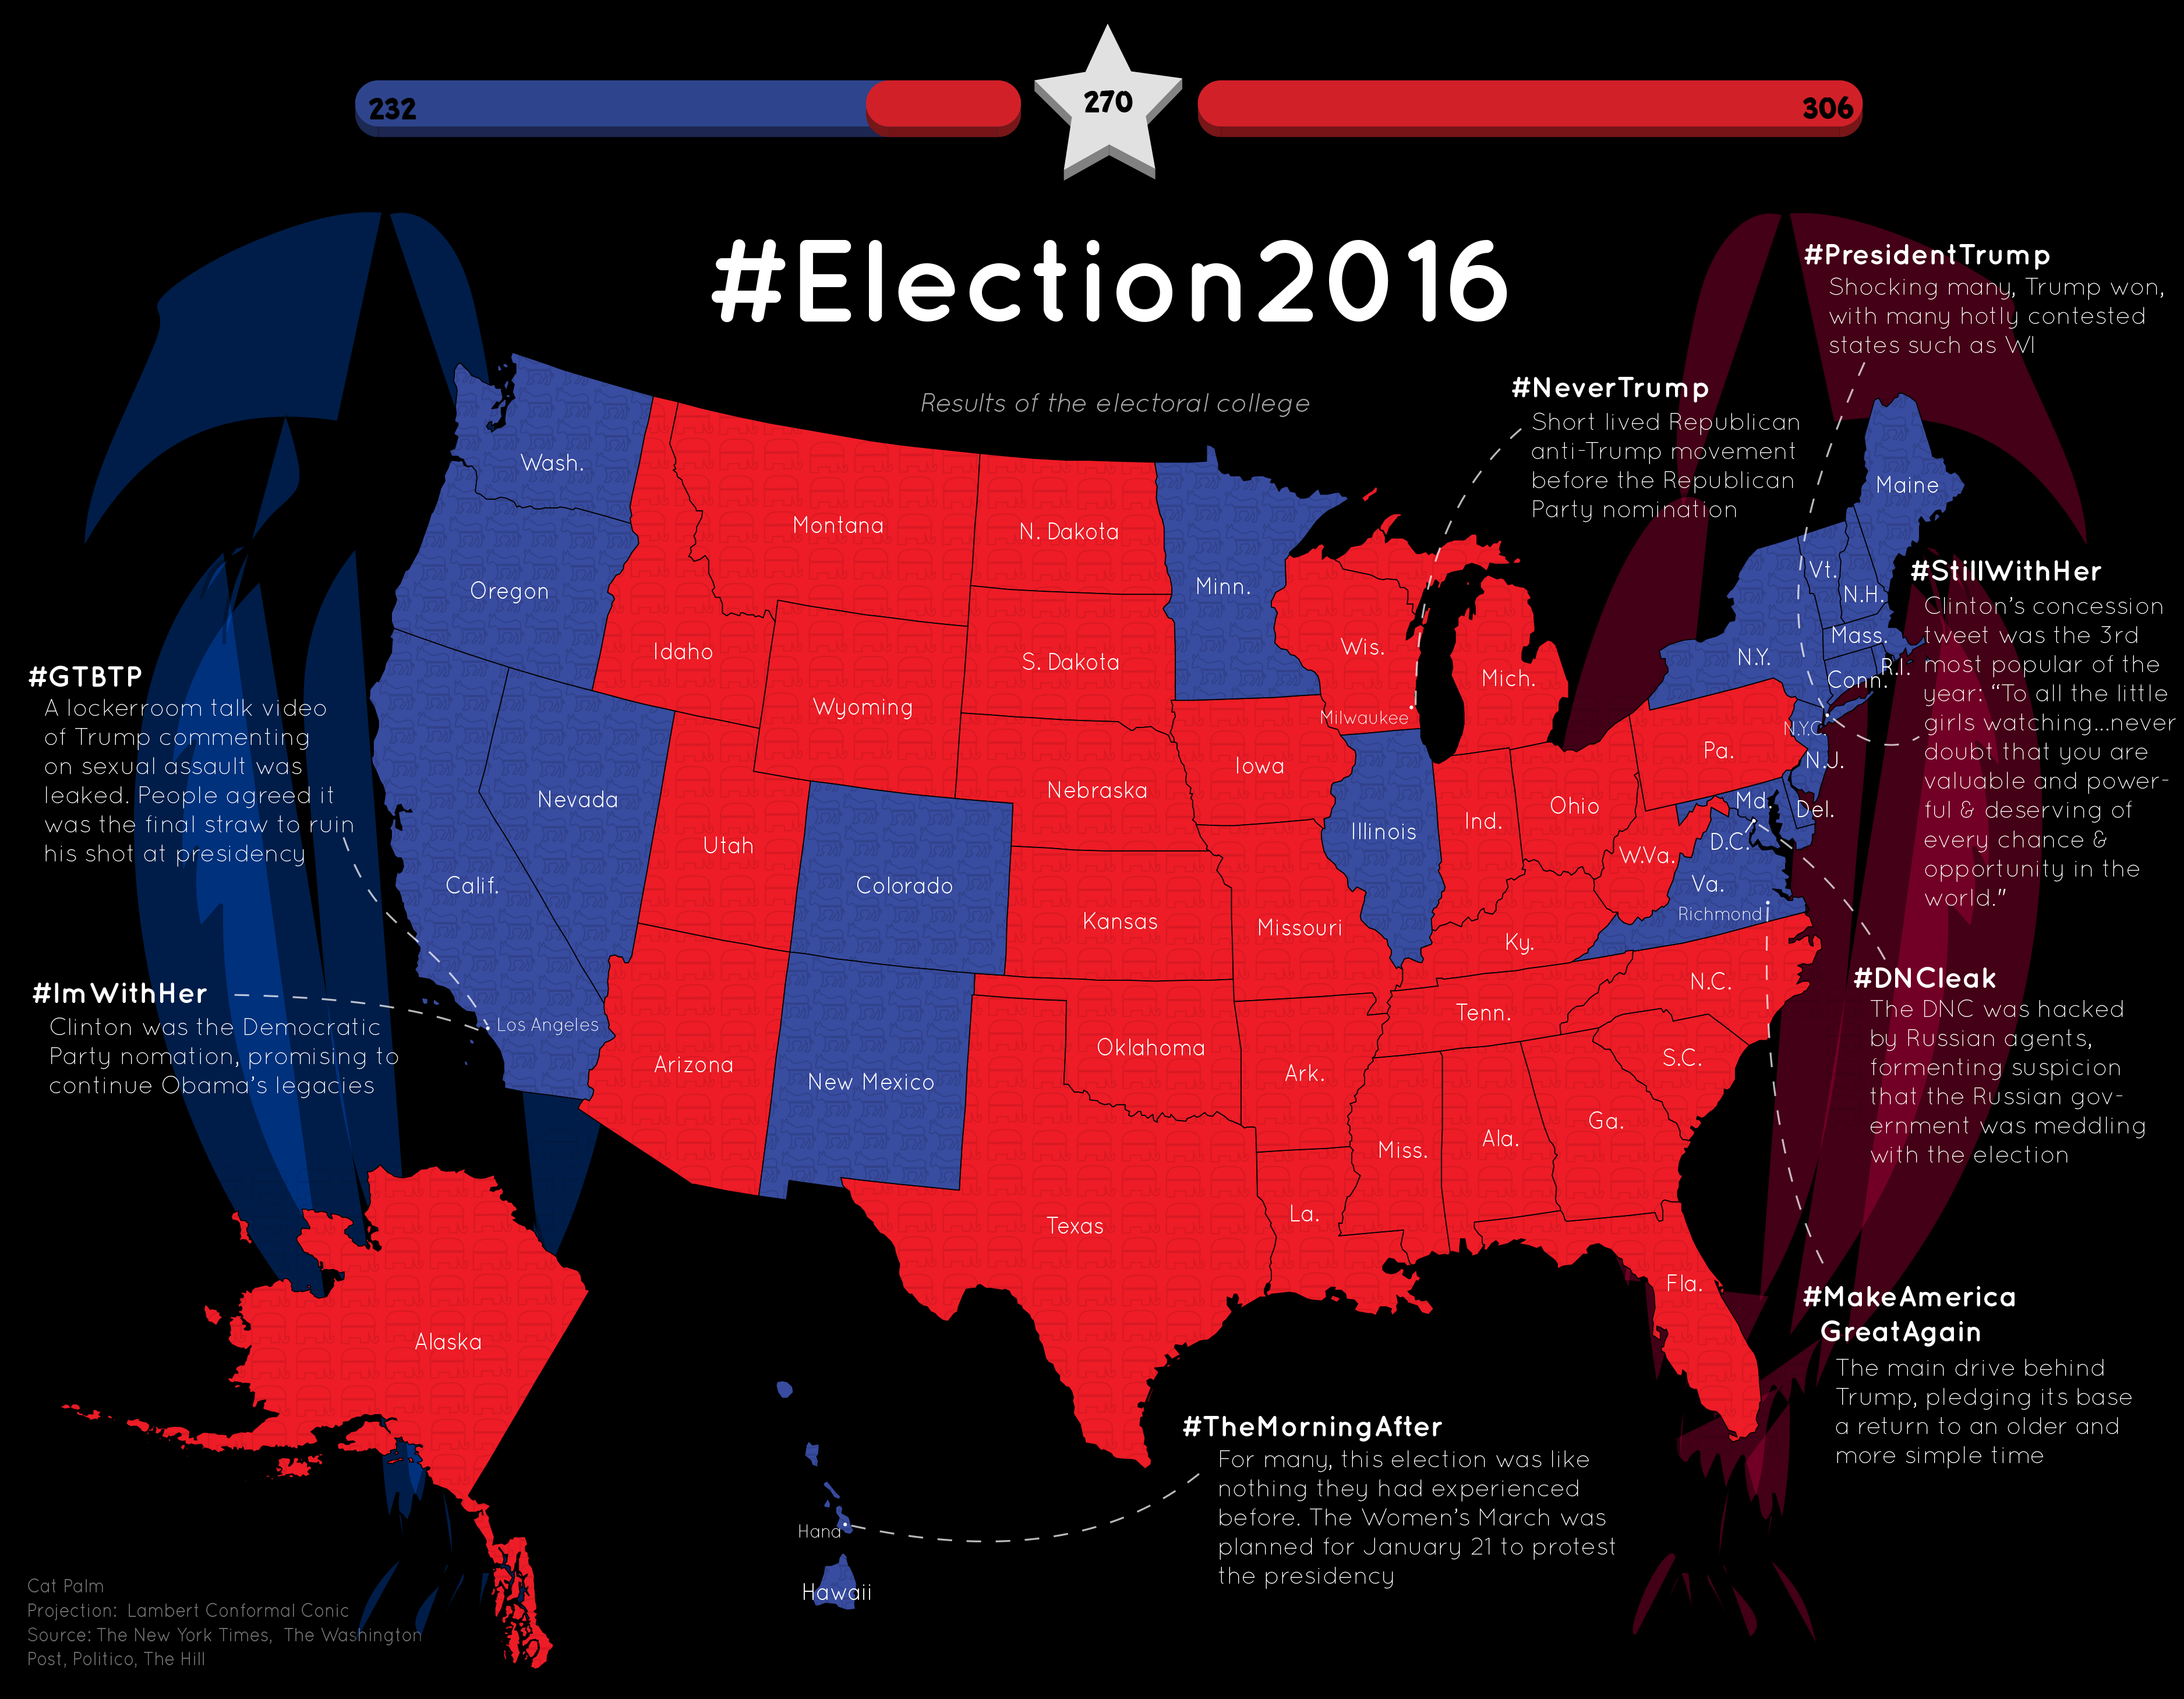 232
270
306
#Election2016
Results of the electoral college
#PresidentTrump
Shocking many, Trump won,
with many hotly contested
states such as WI
#NeverTrump
Short lived Republican
anti-Trump movement
before the Republican
Party nomination
#StillWithHer
Clinton's concession
tweet was the 3rd
most popular of the
year: "To all the little
girls watching...never
doubt that you are
valuable and power-
ful & deserving of
every chance &
opportunity in the
world."
#GTBTP
A lockerroom talk video
of Trump commenting
on sexual assault was
leaked. People agreed it
was the final straw to ruin
his shot at presidency
#ImWithHer
Clinton was the Democratic
Party nomation, promising to
continue Obama's legacies
#DNCleak
The DNC was hacked
by Russian agents,
formenting suspicion
that the Russian gov-
ernment was meddling
with the election
#MakeAmerica
GreatAgain
The main drive behind
Trump, pledging its base
a return to an older and
more simple time
#TheMorningAfter
For many, this election was like
nothing they had experienced
before. The Women's March was
planned for January 21 to protest
the presidency
Wash.
Oregon
Calif.
Nevada
Idaho
Montana
Wyoming
Utah
Colorado
Arizona
New Mexico
N. Dakota
S. Dakota
Nebraska
Kansas
Oklahoma
Texas
Minn.
Iowa
Missouri
Ark.
La.
Wis.
Milwaukee
Illinois
Mich.
Ind.
Ohio
Ky.
Tenn.
Miss.
Ala.
Ga.
Fla.
S.C.
N.C.
Va.
Richmond
W.Va.
D.C.
Md.
Del.
Pa.
N.J.
N.Y.C.
N.Y.
Conn.
R.I.
Mass.
Vt.
N.H.
Maine
Los Angeles
Alaska
Hana
Hawaii
Cat Palm
Projection: Lambert Conformal Conic
Source: The New York Times, The Washington
Post, Politico, The Hill